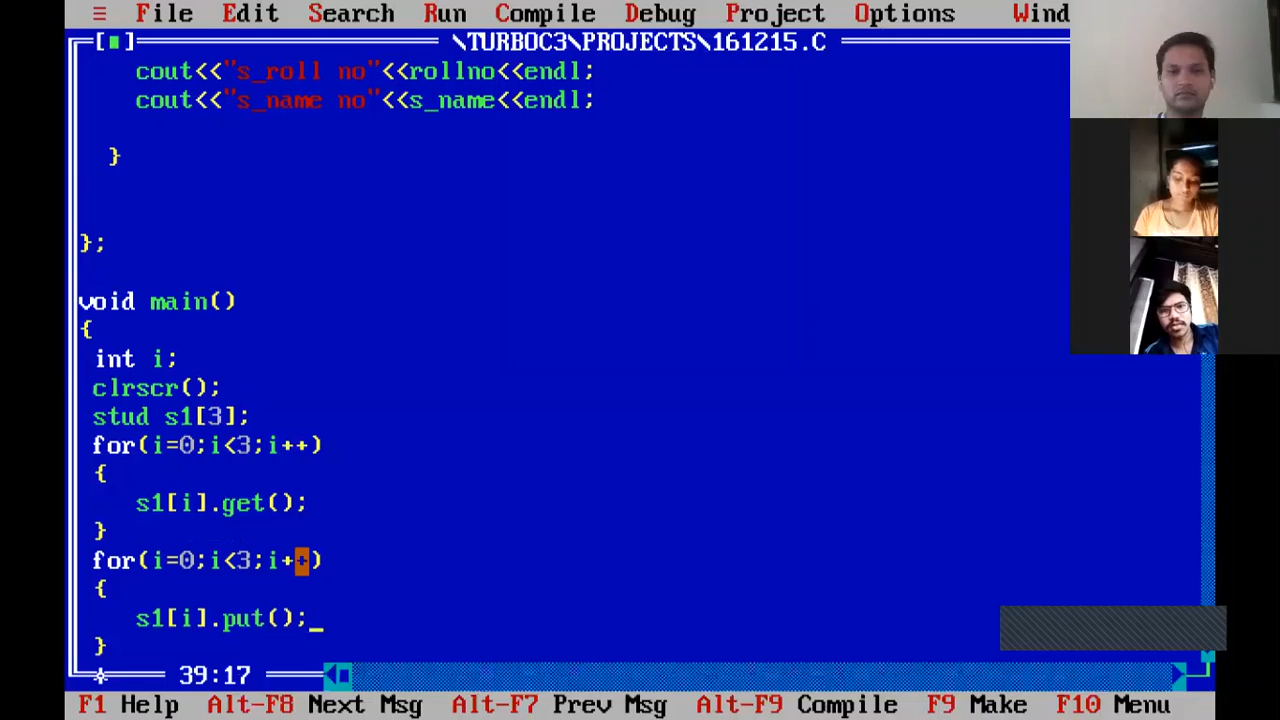 ≡ File Edit Search Run Compile Debug Project Options Wind
[■] \TURBOC3\PROJECTS\161215.C
cout<<"s_roll no"<<rollno<<endl;
cout<<"s_name no"<<s_name<<endl;
}
};
void main()
{
int i;
clrscr();
stud s1[3];
for(i=0;i<3;i++)
{
s1[i].get();
}
for(i=0;i<3;i++)
{
s1[i].put();_
}
39:17
F1 Help Alt-F8 Next Msg Alt-F7 Prev Msg Alt-F9 Compile F9 Make F10 Menu